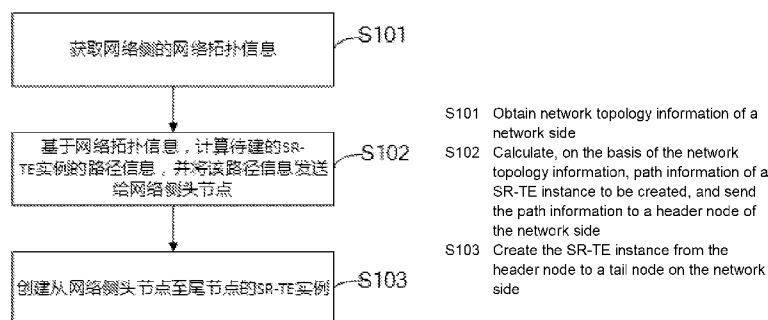 获取网络侧的网络拓扑信息
S101
基于网络拓扑信息，计算待建的SR-
TE实例的路径信息，并将该路径信息发送
给网络侧头节点
S102
创建从网络侧头节点至尾节点的SR-TE实例
S103
S101 Obtain network topology information of a
network side
S102 Calculate, on the basis of the network
topology information, path information of a
SR-TE instance to be created, and send
the path information to a header node of
the network side
S103 Create the SR-TE instance from the
header node to a tail node on the network
side